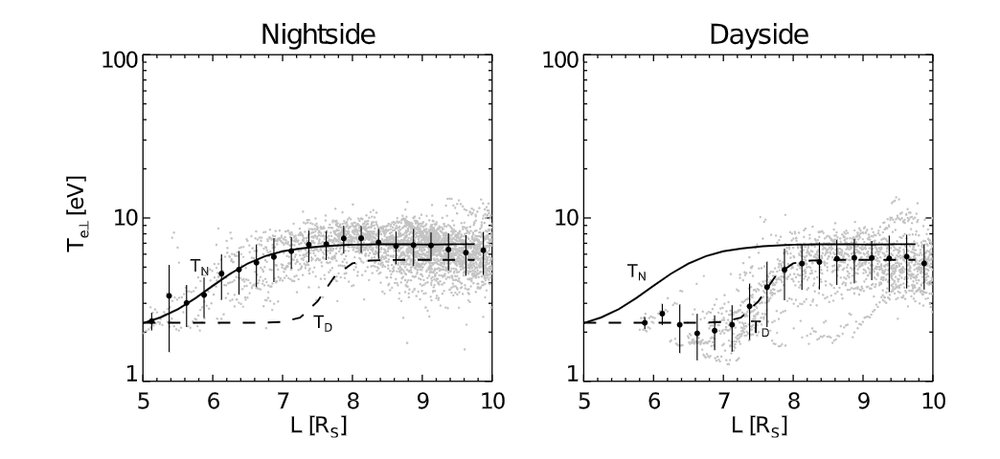 Nightside
Dayside
100
10
1
T_e⊥ [eV]
T_N
T_D
5 6 7 8 9 10
L [R_S]
100
10
1
T_N
T_D
5 6 7 8 9 10
L [R_S]